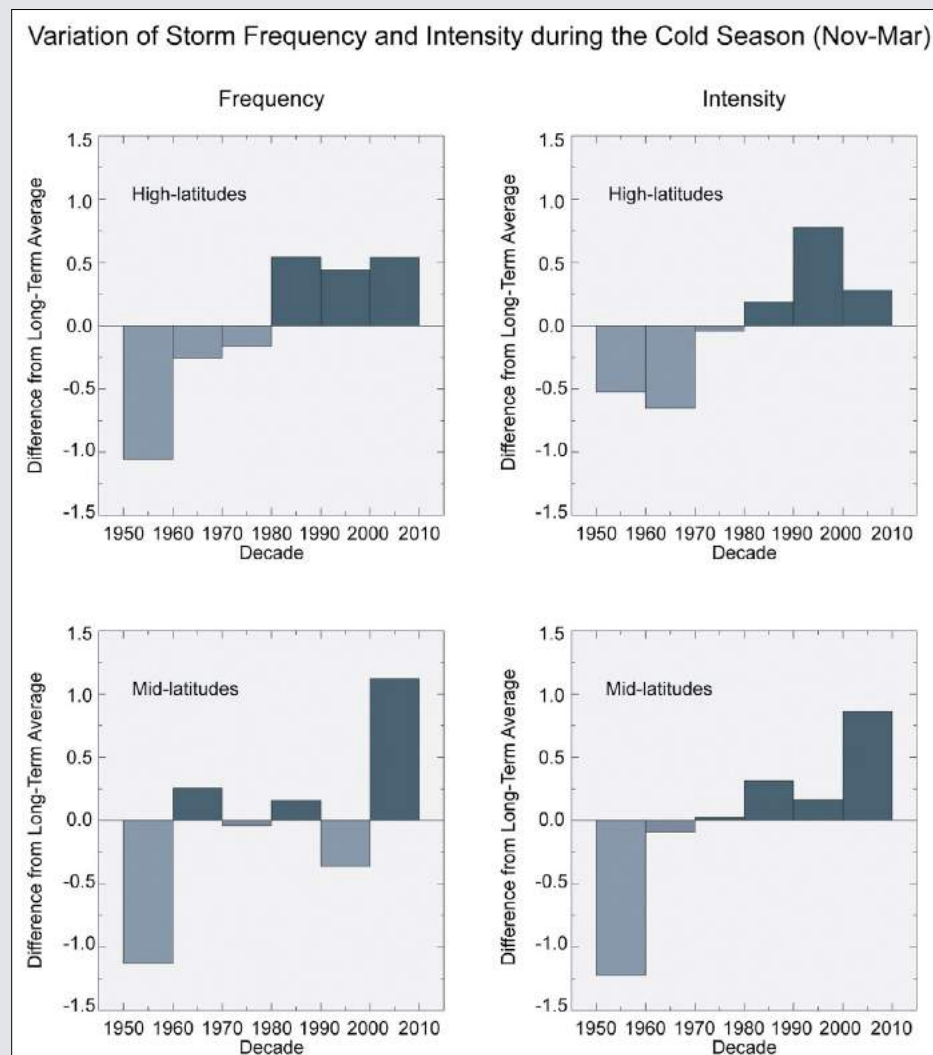 Variation of Storm Frequency and Intensity during the Cold Season (Nov-Mar)
Frequency
Difference from Long-Term Average
1.5
1.0
0.5
0.0
-0.5
-1.0
-1.5
High-latitudes
1950 1960 1970 1980 1990 2000 2010
Decade
Intensity
Difference from Long-Term Average
1.5
1.0
0.5
0.0
-0.5
-1.0
-1.5
High-latitudes
1950 1960 1970 1980 1990 2000 2010
Decade
Difference from Long-Term Average
1.5
1.0
0.5
0.0
-0.5
-1.0
-1.5
Mid-latitudes
1950 1960 1970 1980 1990 2000 2010
Decade
Difference from Long-Term Average
1.5
1.0
0.5
0.0
-0.5
-1.0
-1.5
Mid-latitudes
1950 1960 1970 1980 1990 2000 2010
Decade